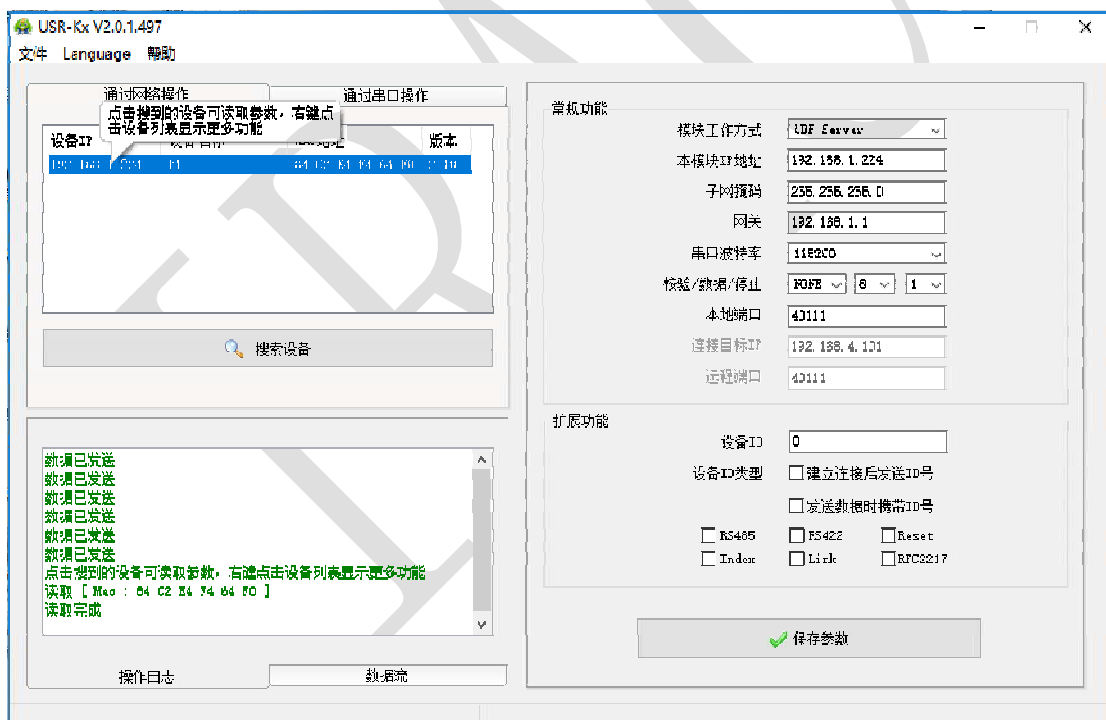 USR-Kx V2.0.1.497
文件 Language 帮助
通过网络操作 通过串口操作
点击搜到的设备可读取参数，右键点
击设备列表显示更多功能
设备IP 版本
搜索设备
数据已发送
数据已发送
数据已发送
数据已发送
数据已发送
数据已发送
点击搜到的设备可读取参数，右键点击设备列表显示更多功能
读取 [ Mac :
读取完成
操作日志 数据流
常规功能
模块工作方式 Server
本模块IP地址 192.168.1.224
子网掩码 255.255.255.0
网关 192.168.1.1
串口波特率 115200
校验/数据/停止 NONE 8 1
本地端口 40111
连接目标IP 192.168.4.101
远程端口 40111
扩展功能
设备ID 0
设备ID类型 建立连接后发送ID号
发送数据时携带ID号
RS485 RS422 Reset
Index Link RFC2217
保存参数